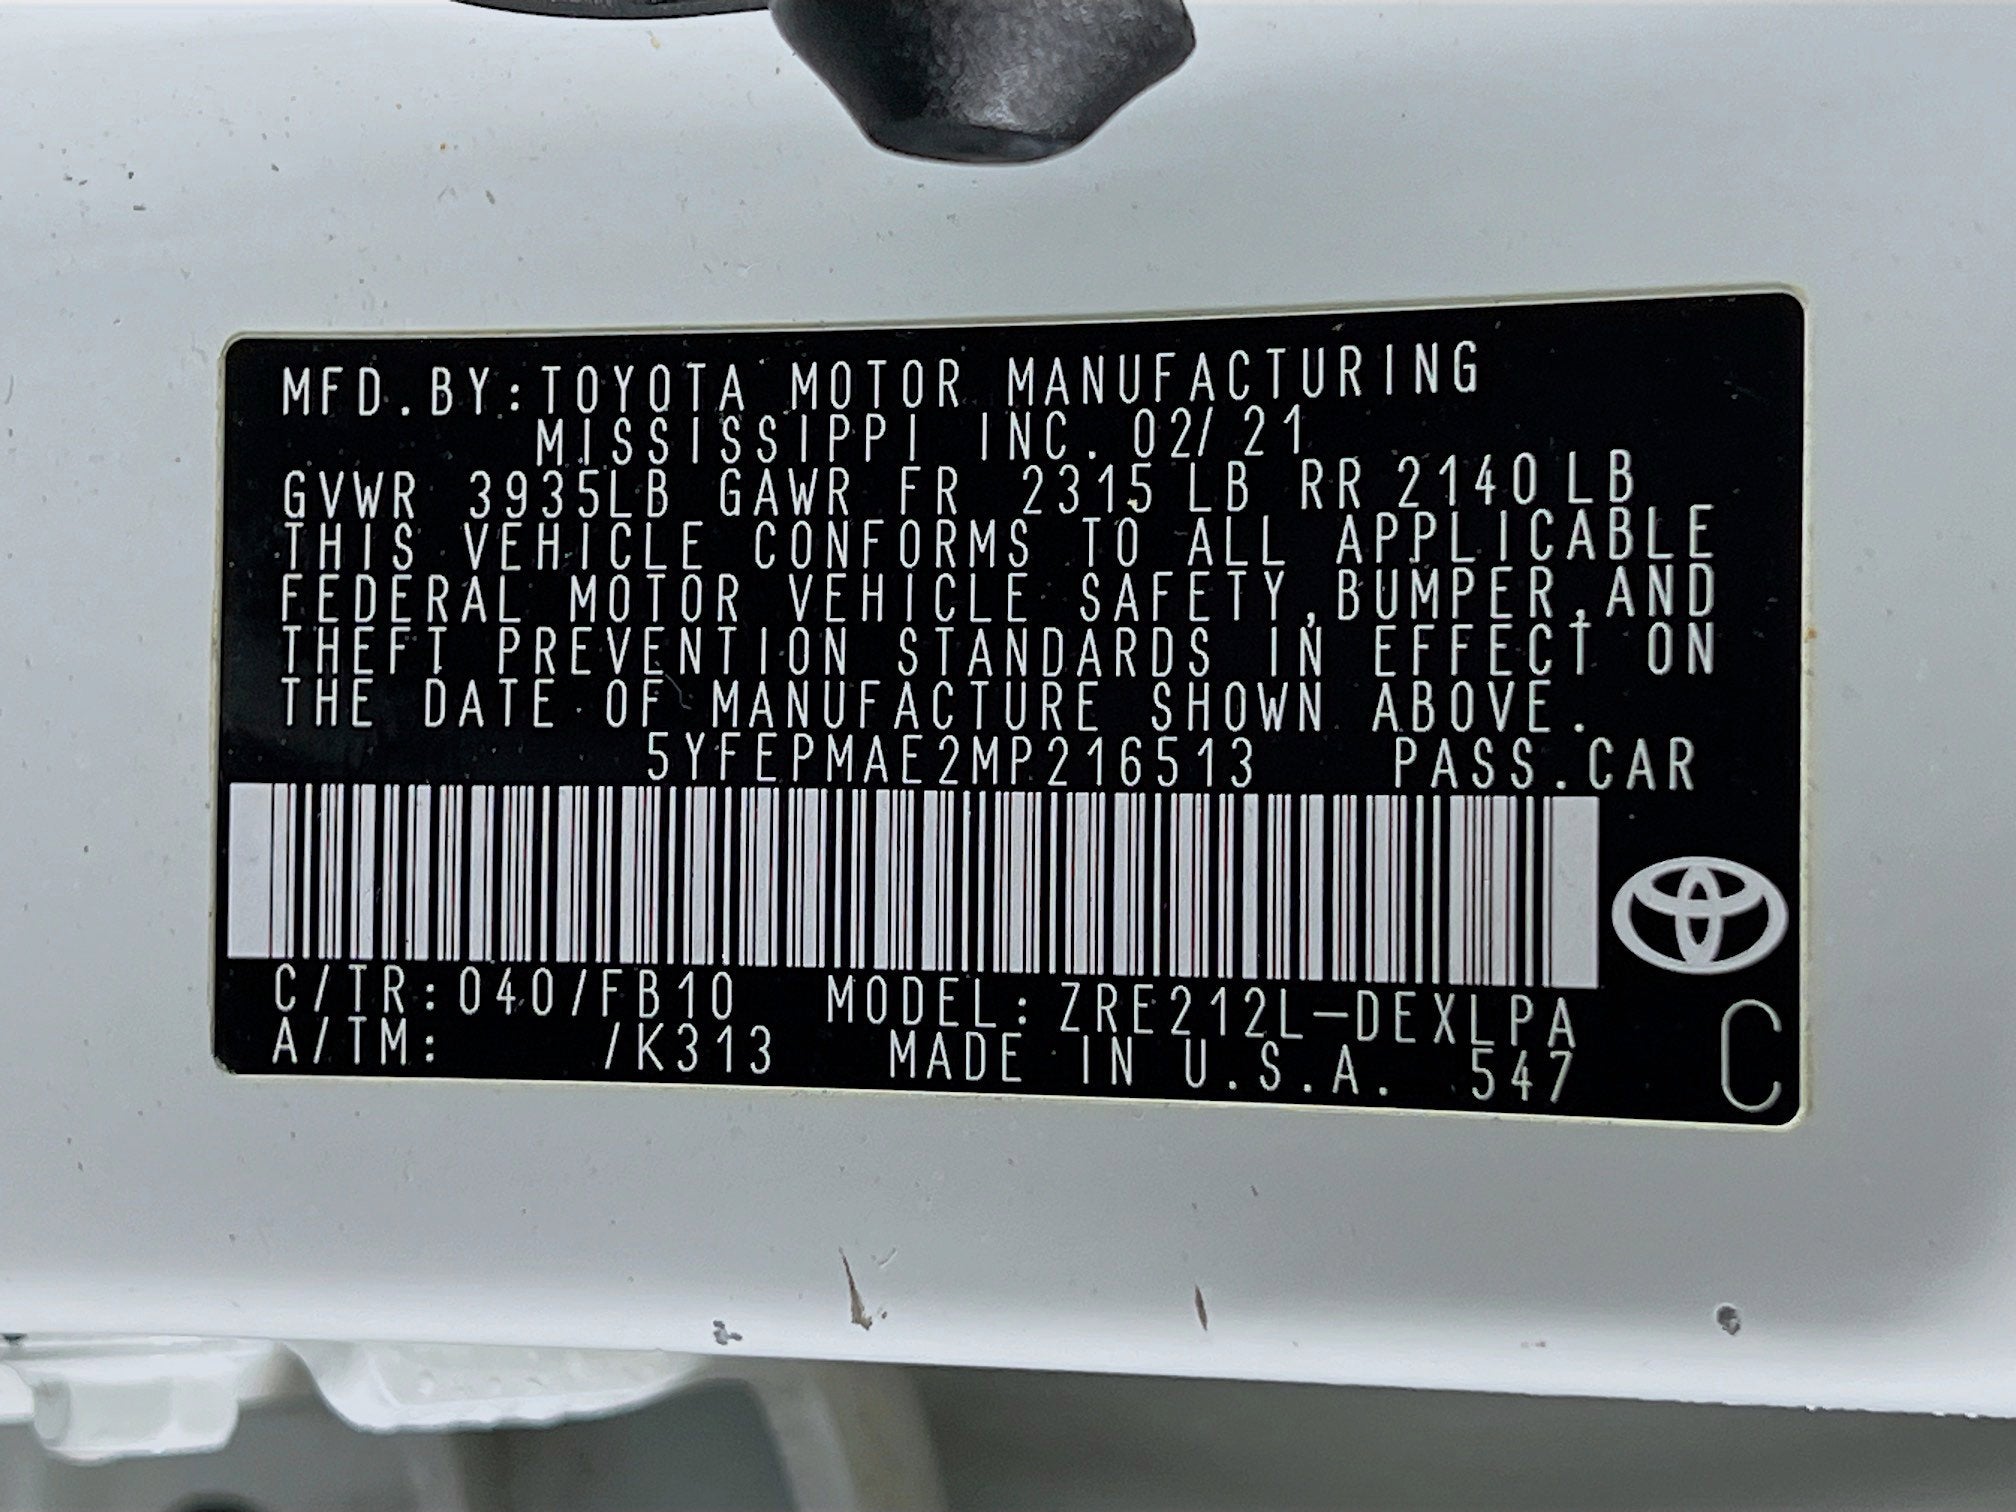 MFD.BY:TOYOTA MOTOR MANUFACTURING
MISSISSIPPI INC. 02/21
GVWR 3935LB GAWR FR 2315LB RR 2140LB
THIS VEHICLE CONFORMS TO ALL APPLICABLE
FEDERAL MOTOR VEHICLE SAFETY,BUMPER,AND
THEFT PREVENTION STANDARDS IN EFFECT ON
THE DATE OF MANUFACTURE SHOWN ABOVE.
5YFEPMAE2MP216513 PASS.CAR
C/TR:040/FB10 MODEL:ZRE212L-DEXLPA
A/TM: /K313 MADE IN U.S.A. 547
C